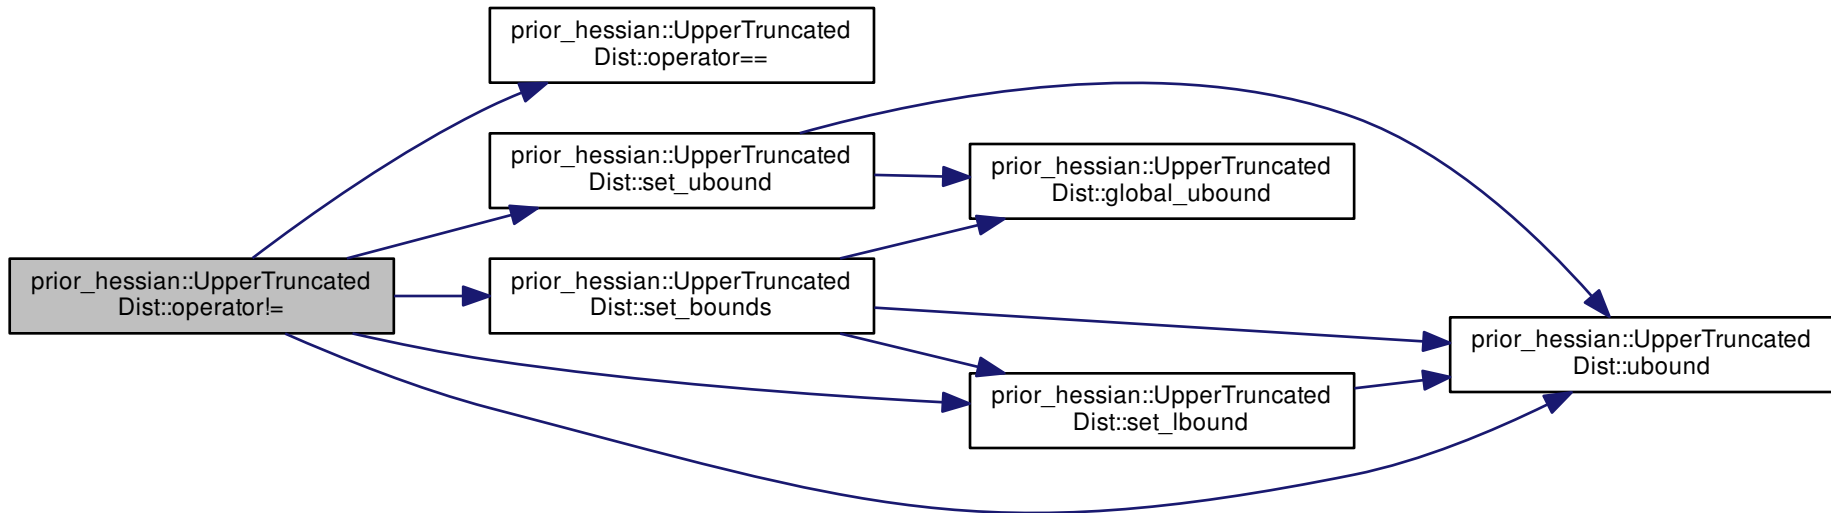 prior_hessian::UpperTruncated
Dist::operator==
prior_hessian::UpperTruncated
Dist::set_ubound
prior_hessian::UpperTruncated
Dist::global_ubound
prior_hessian::UpperTruncated
Dist::operator!=
prior_hessian::UpperTruncated
Dist::set_bounds
prior_hessian::UpperTruncated
Dist::ubound
prior_hessian::UpperTruncated
Dist::set_lbound